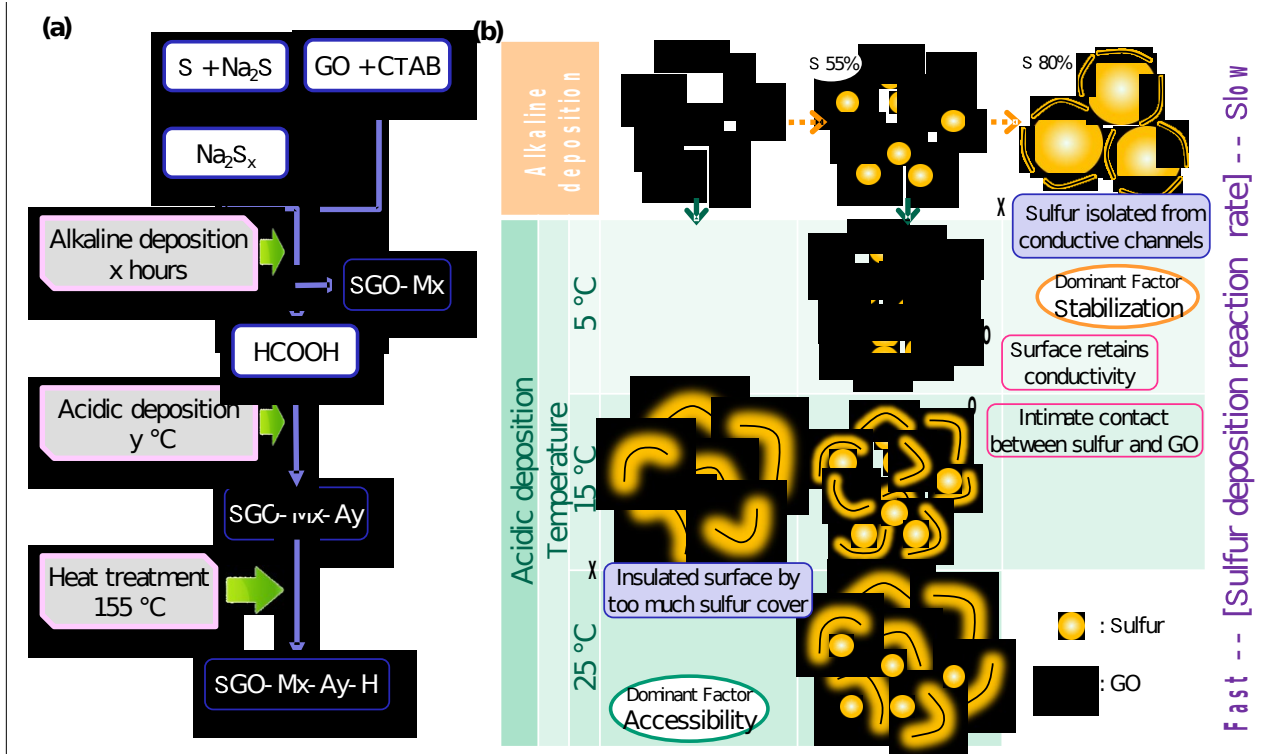 (a)
S + Na₂S
GO + CTAB
Na₂Sₓ
Alkaline deposition
x hours
SGO-Mx
HCOOH
Acidic deposition
y °C
SGO-Mx-Ay
Heat treatment
155 °C
SGO-Mx-Ay-H
(b)
Alkaline
deposition
S 55%
S 80%
x
Sulfur isolated from
conductive channels
Dominant Factor
Stabilization
o
Surface retains
conductivity
o
Intimate contact
between sulfur and GO
Acidic deposition
Temperature
5 °C
15 °C
25 °C
x
Insulated surface by
too much sulfur cover
Dominant Factor
Accessibility
: Sulfur
: GO
Fast -- [Sulfur deposition reaction rate] -- Slow